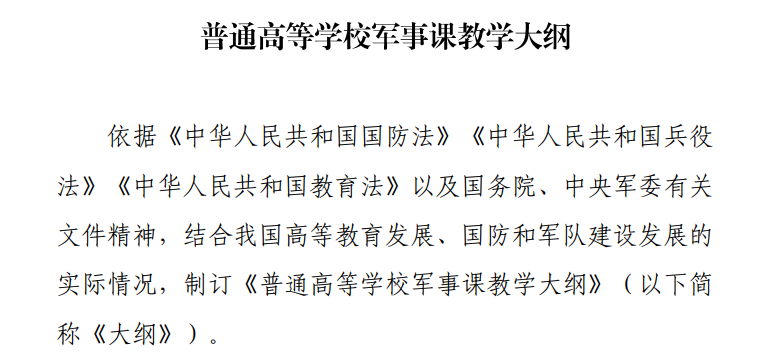 普通高等学校军事课教学大纲
依据《中华人民共和国国防法》《中华人民共和国兵役
法》《中华人民共和国教育法》以及国务院、中央军委有关
文件精神，结合我国高等教育发展、国防和军队建设发展的
实际情况，制订《普通高等学校军事课教学大纲》（以下简
称《大纲》）。